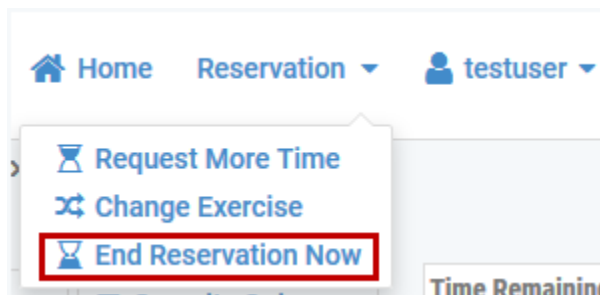 Home Reservation testuser
Request More Time
Change Exercise
End Reservation Now
Time Remaining